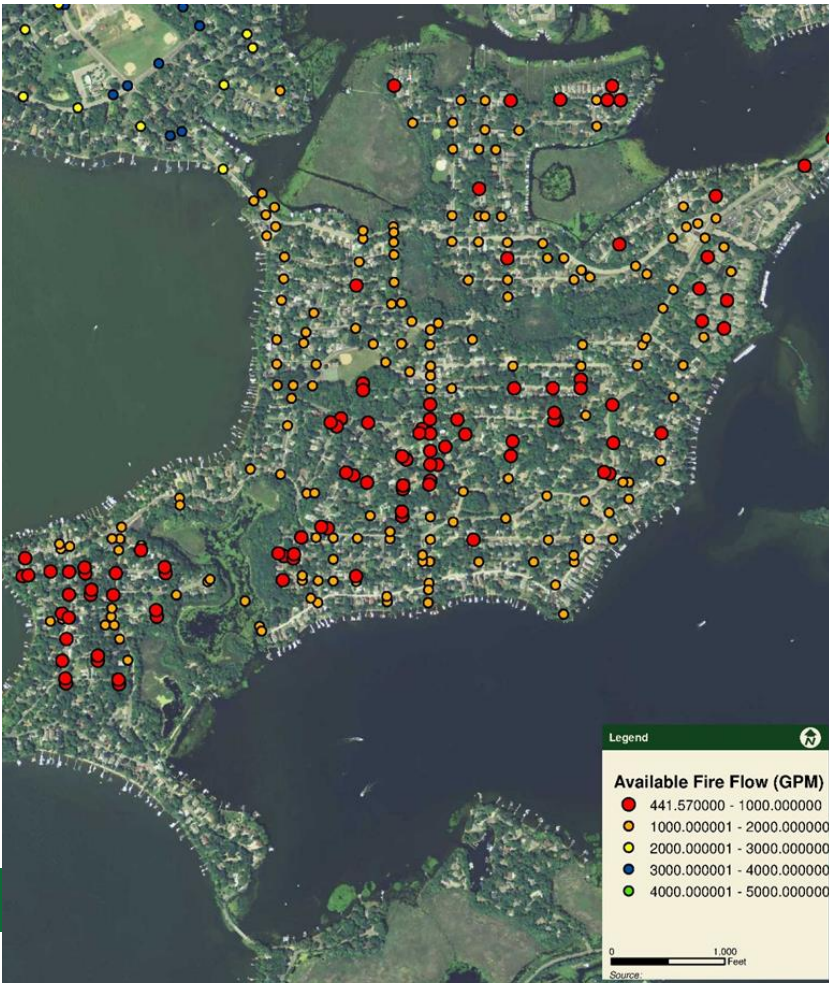 Legend
N
Available Fire Flow (GPM)
441.570000 - 1000.000000
1000.000001 - 2000.000000
2000.000001 - 3000.000000
3000.000001 - 4000.000000
4000.000001 - 5000.000000
0 1,000
Feet
Source: